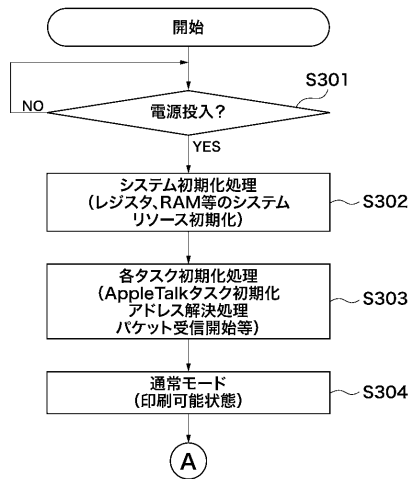 開始
S301
電源投入?
NO
YES
システム初期化処理
(レジスタ、RAM等のシステム
リソース初期化)
S302
各タスク初期化処理
(AppleTalkタスク初期化
アドレス解決処理
パケット受信開始等)
S303
通常モード
(印刷可能状態)
S304
A